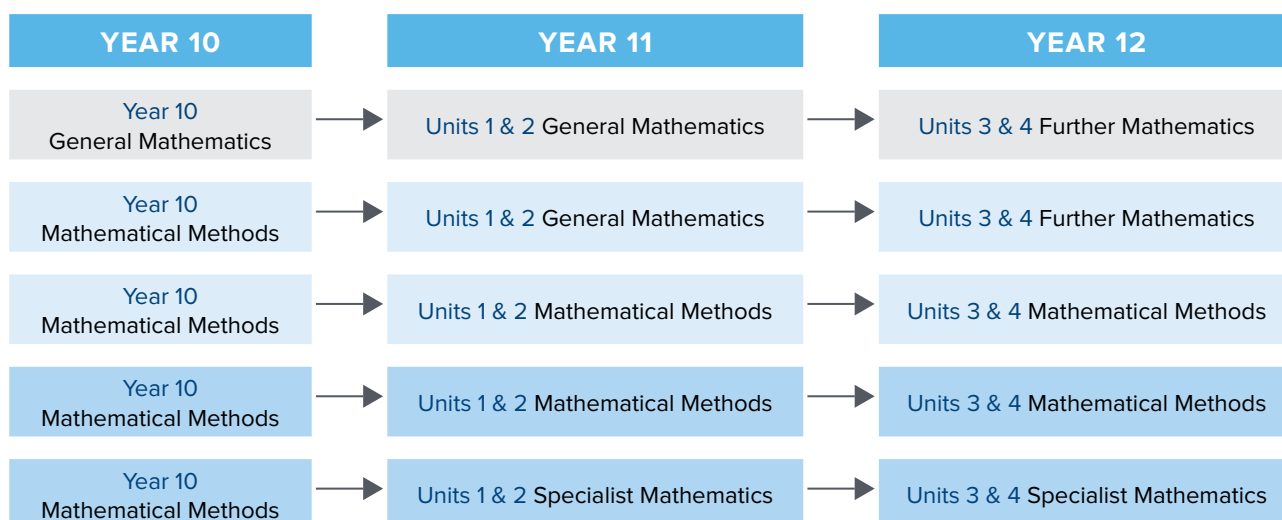 YEAR 10
YEAR 11
YEAR 12
Year 10
General Mathematics
Units 1 & 2 General Mathematics
Units 3 & 4 Further Mathematics
Year 10
Mathematical Methods
Units 1 & 2 General Mathematics
Units 3 & 4 Further Mathematics
Year 10
Mathematical Methods
Units 1 & 2 Mathematical Methods
Units 3 & 4 Mathematical Methods
Year 10
Mathematical Methods
Units 1 & 2 Mathematical Methods
Units 3 & 4 Mathematical Methods
Year 10
Mathematical Methods
Units 1 & 2 Specialist Mathematics
Units 3 & 4 Specialist Mathematics